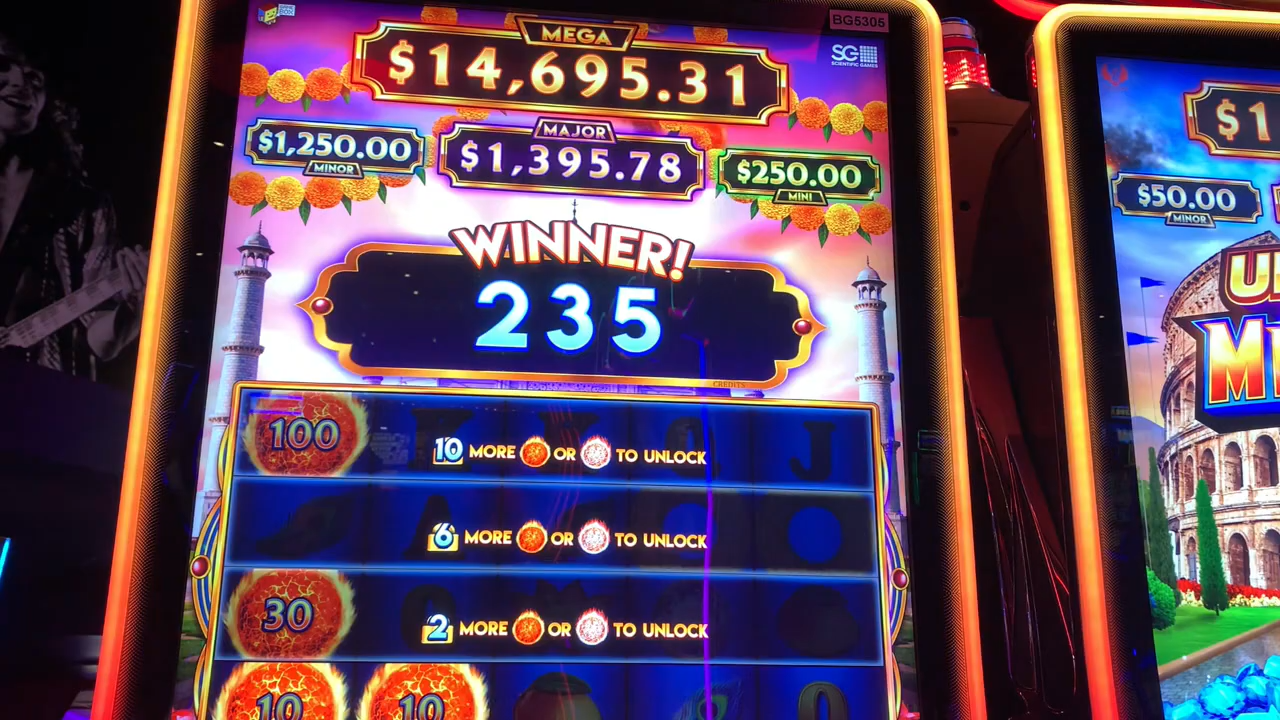 BG5305
MEGA
$14,695.31
SG
SCIENTIFIC GAMES
$1,250.00
MINOR
MAJOR
$1,395.78
$250.00
MINI
WINNER!
235
CREDITS
100
10 MORE OR TO UNLOCK
J
6 MORE OR TO UNLOCK
30
2 MORE OR TO UNLOCK
10
10
$1
$50.00
MINOR
U
M